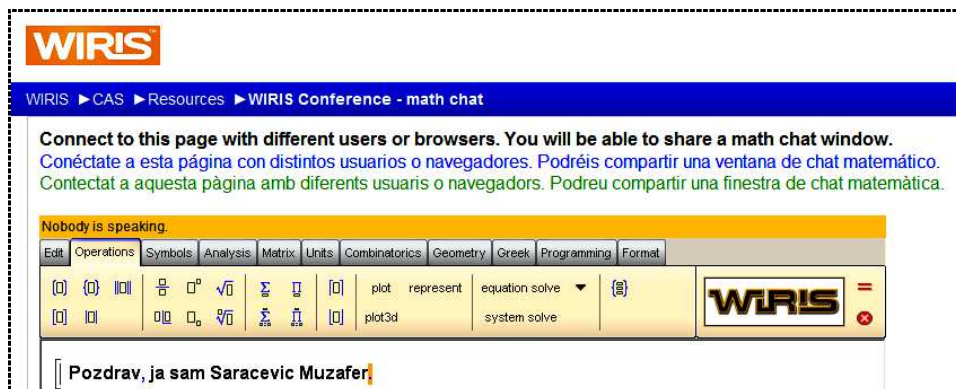 WIRIS
WIRIS ►CAS ►Resources ►WIRIS Conference - math chat
Connect to this page with different users or browsers. You will be able to share a math chat window.
Conéctate a esta página con distintos usuarios o navegadores. Podréis compartir una ventana de chat matemático.
Contectat a aquesta pàgina amb diferents usuaris o navegadors. Podreu compartir una finestra de chat matemàtica.
Nobody is speaking.
Edit Operations Symbols Analysis Matrix Units Combinatorics Geometry Greek Programming Format
plot represent equation solve
plot3d system solve
WIRIS
Pozdrav, ja sam Saracevic Muzafer.